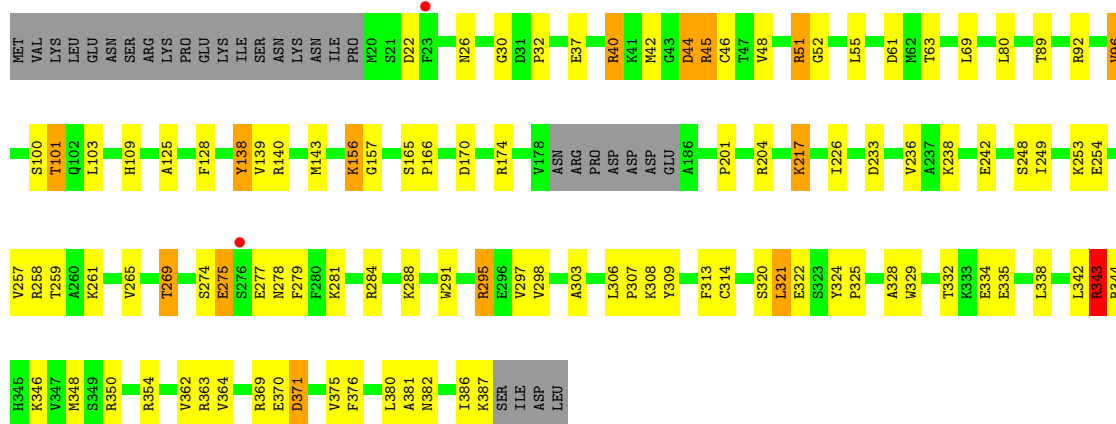 MET VAL LYS LEU GLU ASN SER ARG LYS PRO GLU LYS ILE SER ASN LYS ASN ILE PRO M20 S21 D22 F23 N26 G30 D31 P32 E37 R40 K41 M42 G43 D44 R45 C46 T47 V48 R51 G52 L55 D61 M62 T63 L69 L80 T89 R92 V96
S100 T101 Q102 L103 H109 A125 F128 Y138 V139 R140 M143 K156 G157 S165 P166 D170 R174 V178 ASN ARG PRO ASP ASP ASP GLU A186 P201 R204 K217 I226 D233 V236 A237 K238 E242 S248 I249 K253 E254
V257 R258 T259 A260 K261 V265 T269 S274 E275 S276 E277 N278 F279 F280 K281 R284 K288 W291 R295 E296 V297 V298 A303 L306 P307 K308 Y309 F313 C314 S320 L321 E322 S323 Y324 P325 A328 W329 T332 K333 E334 E335 L338 L342 R343
H345 K346 V347 M348 S349 R350 R354 V362 R363 V364 R369 E370 D371 V375 F376 L380 A381 N382 I386 K387 SER ILE ASP LEU